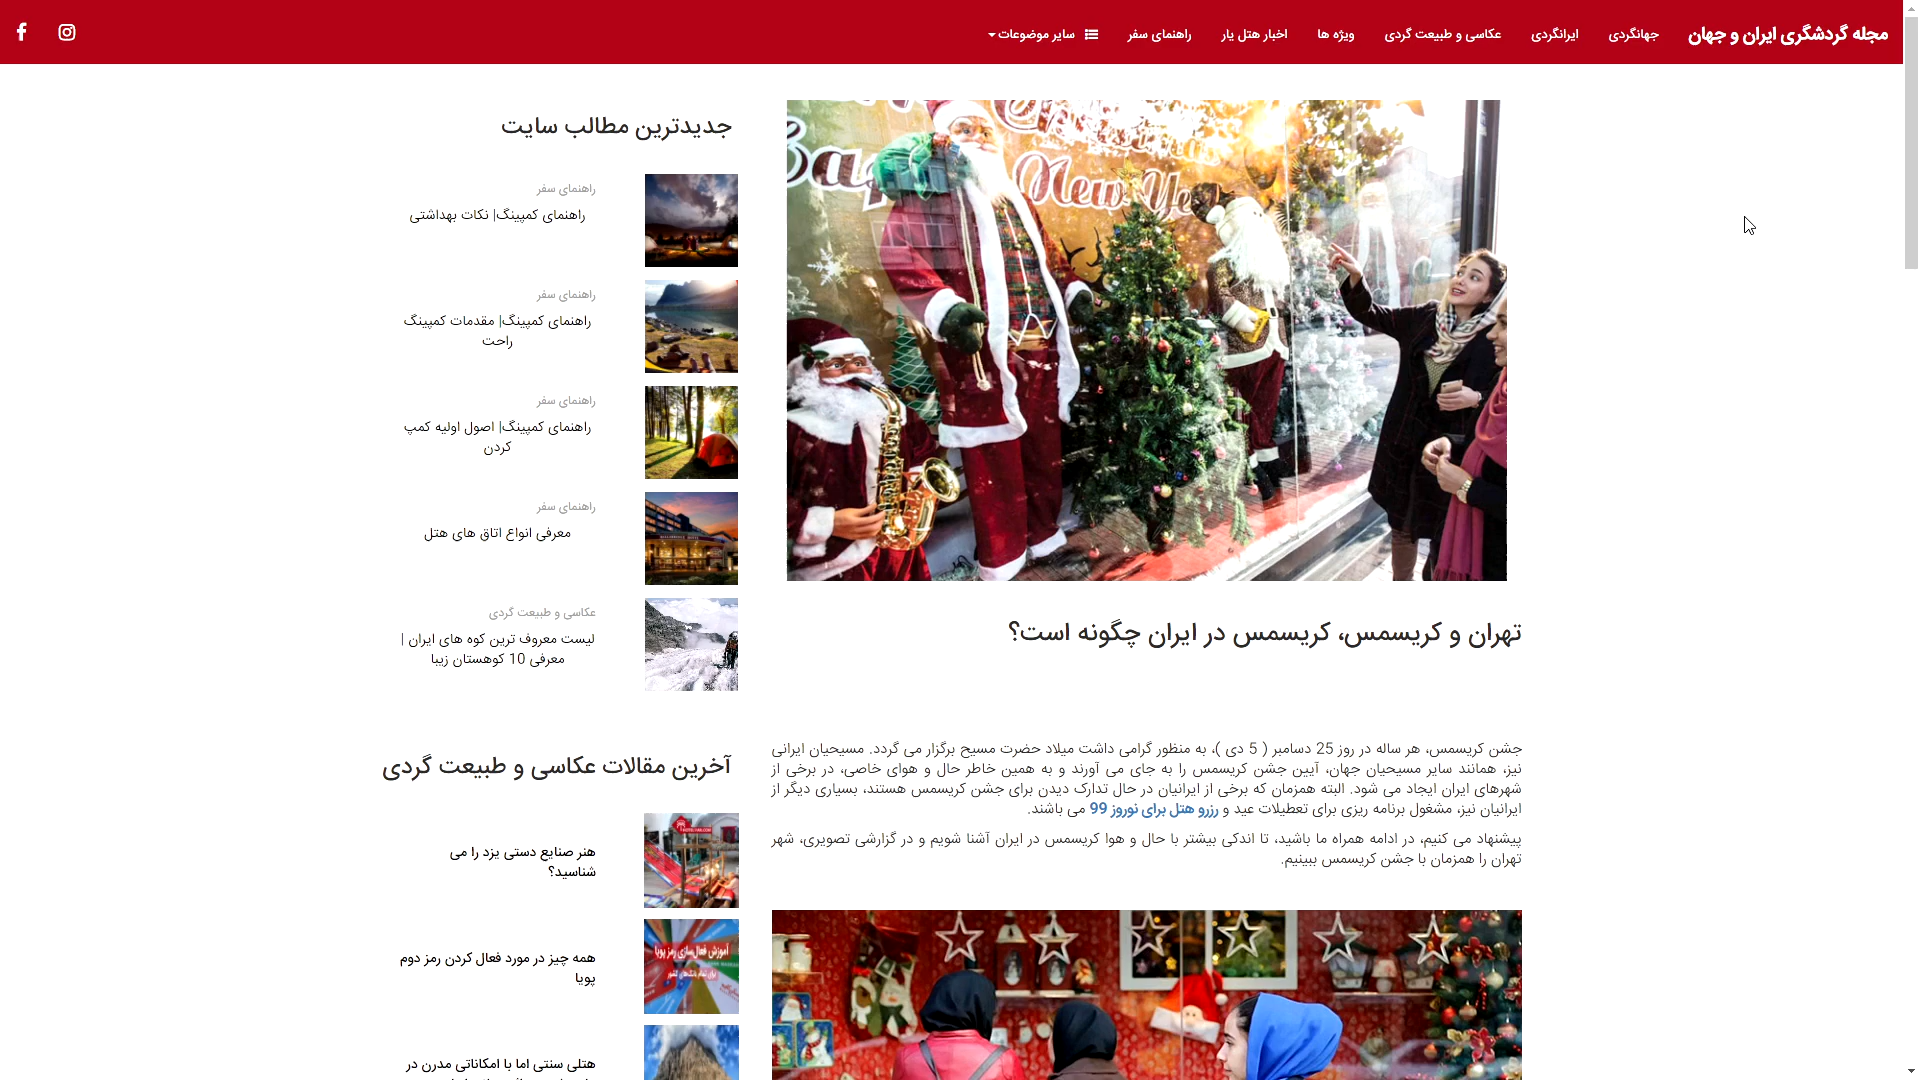 مجله گردشگری ایران و جهان
جهانگردی
ایرانگردی
عکاسی و طبیعت گردی
ویژه ها
اخبار هتل یار
راهنمای سفر
سایر موضوعات
New Year
تهران و کریسمس، کریسمس در ایران چگونه است؟
جشن کریسمس، هر ساله در روز 25 دسامبر ( 5 دی )، به منظور گرامی داشت میلاد حضرت مسیح برگزار می گردد. مسیحیان ایرانی
نیز، همانند سایر مسیحیان جهان، آیین جشن کریسمس را به جای می آورند و به همین خاطر حال و هوای خاصی، در برخی از
شهرهای ایران ایجاد می شود. البته همزمان که برخی از ایرانیان در حال تدارک دیدن برای جشن کریسمس هستند، بسیاری دیگر از
ایرانیان نیز، مشغول برنامه ریزی برای تعطیلات عید و رزرو هتل برای نوروز 99 می باشند.
پیشنهاد می کنیم، در ادامه همراه ما باشید، تا اندکی بیشتر با حال و هوا کریسمس در ایران آشنا شویم و در گزارشی تصویری، شهر
تهران را همزمان با جشن کریسمس ببینیم.
جدیدترین مطالب سایت
راهنمای سفر
راهنمای کمپینگ| نکات بهداشتی
راهنمای سفر
راهنمای کمپینگ| مقدمات کمپینگ
راحت
راهنمای سفر
راهنمای کمپینگ| اصول اولیه کمپ
کردن
راهنمای سفر
معرفی انواع اتاق های هتل
عکاسی و طبیعت گردی
لیست معروف ترین کوه های ایران |
معرفی 10 کوهستان زیبا
آخرین مقالات عکاسی و طبیعت گردی
هنر صنایع دستی یزد را می
شناسید؟
آموزش فعال‌سازی رمز پویا
همه چیز در مورد فعال کردن رمز دوم
پویا
هتلی سنتی اما با امکاناتی مدرن در